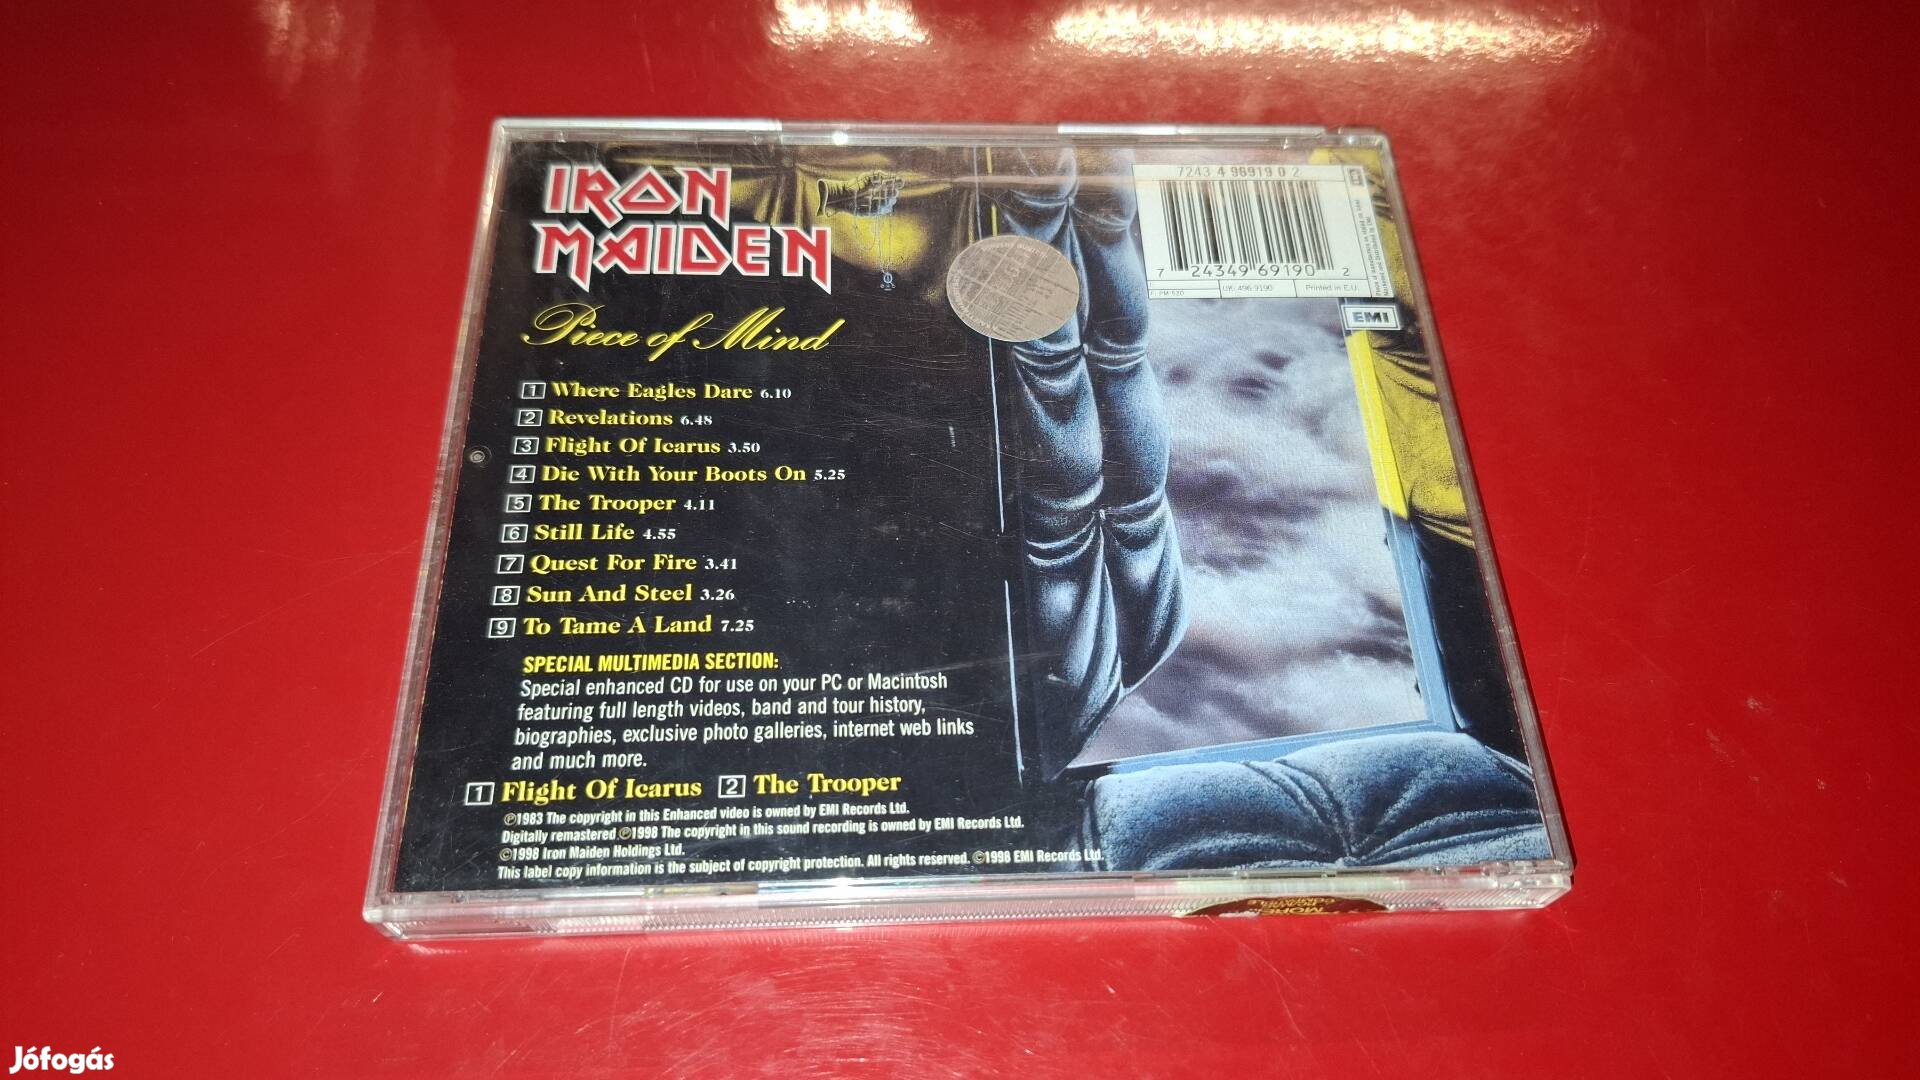 IRON
MAIDEN
Piece of Mind
1 Where Eagles Dare 6.10
2 Revelations 6.48
3 Flight Of Icarus 3.50
4 Die With Your Boots On 5.25
5 The Trooper 4.11
6 Still Life 4.55
7 Quest For Fire 3.41
8 Sun And Steel 3.26
9 To Tame A Land 7.25
SPECIAL MULTIMEDIA SECTION:
Special enhanced CD for use on your PC or Macintosh
featuring full length videos, band and tour history,
biographies, exclusive photo galleries, internet web links
and much more.
1 Flight Of Icarus 2 The Trooper
℗1983 The copyright in this Enhanced video is owned by EMI Records Ltd.
Digitally remastered ℗1998 The copyright in this sound recording is owned by EMI Records Ltd.
©1998 Iron Maiden Holdings Ltd.
This label copy information is the subject of copyright protection. All rights reserved. ©1998 EMI Records Ltd.
7243 4 96919 0 2
7 24349 69190 2
F: PM 520 UK: 496 9190 Printed in E.U.
EMI
MORE
Jófogás